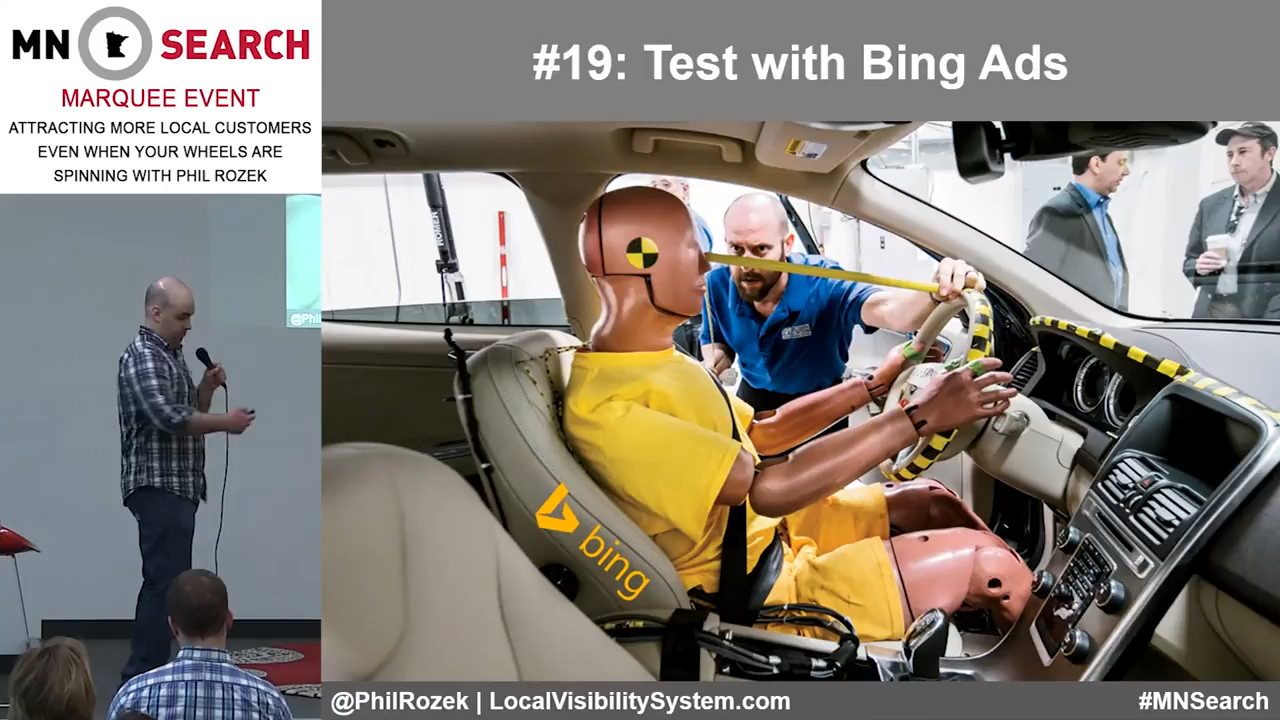 MN SEARCH
MARQUEE EVENT
ATTRACTING MORE LOCAL CUSTOMERS
EVEN WHEN YOUR WHEELS ARE
SPINNING WITH PHIL ROZEK
#19: Test with Bing Ads
@Phil
bing
@PhilRozek | LocalVisibilitySystem.com
#MNSearch